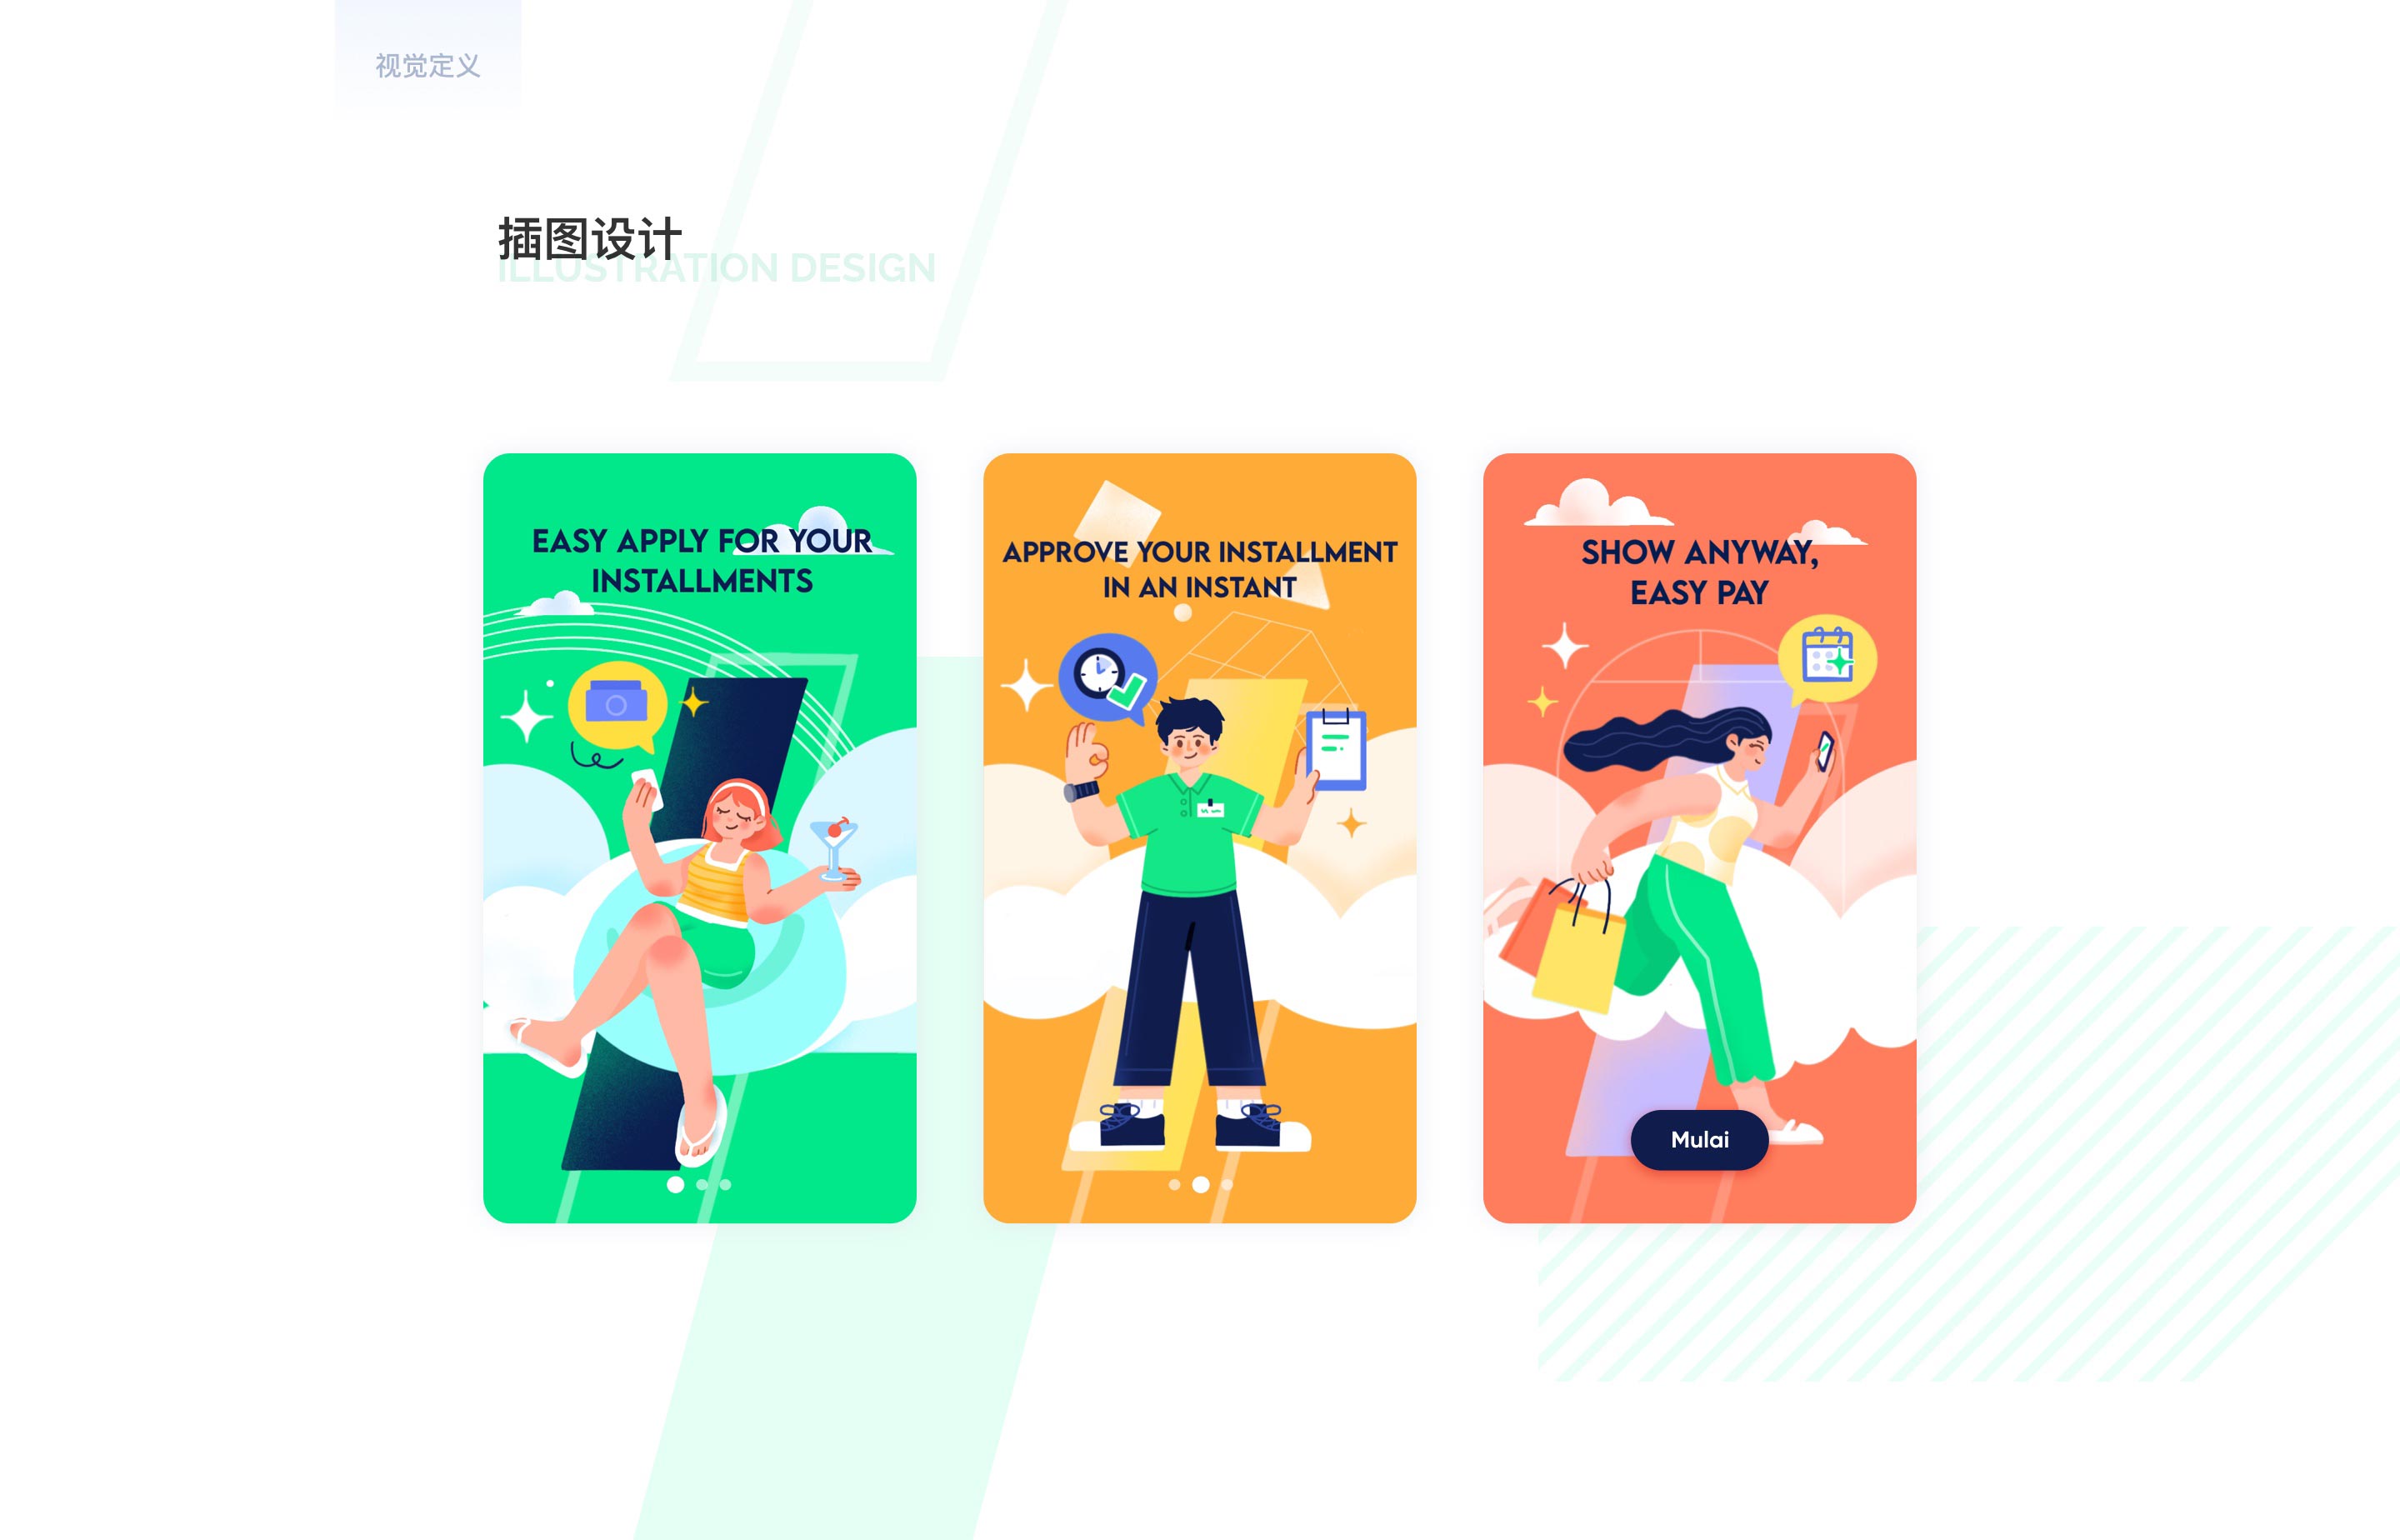 视觉定义
插图设计
ILLUSTRATION DESIGN
EASY APPLY FOR YOUR
INSTALLMENTS
APPROVE YOUR INSTALLMENT
IN AN INSTANT
SHOW ANYWAY,
EASY PAY
Mulai